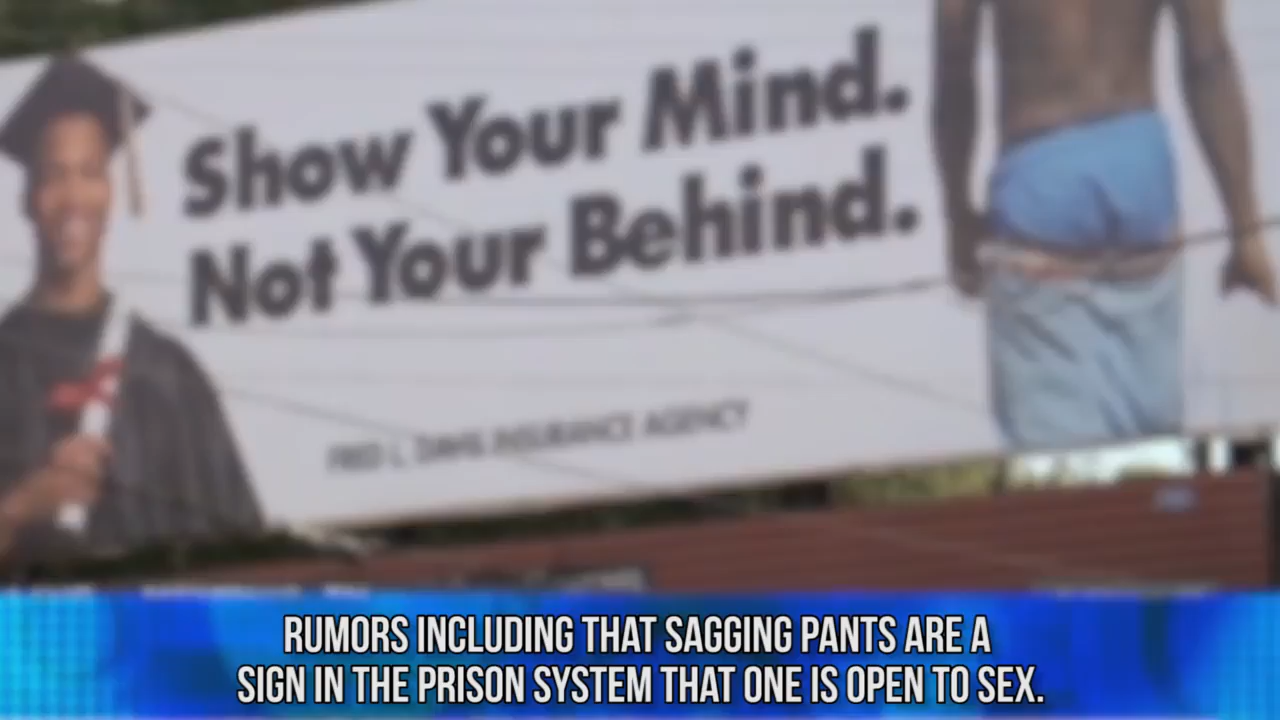 Show Your Mind.
Not Your Behind.
FRED L. DAVIS INSURANCE AGENCY
RUMORS INCLUDING THAT SAGGING PANTS ARE A
SIGN IN THE PRISON SYSTEM THAT ONE IS OPEN TO SEX.